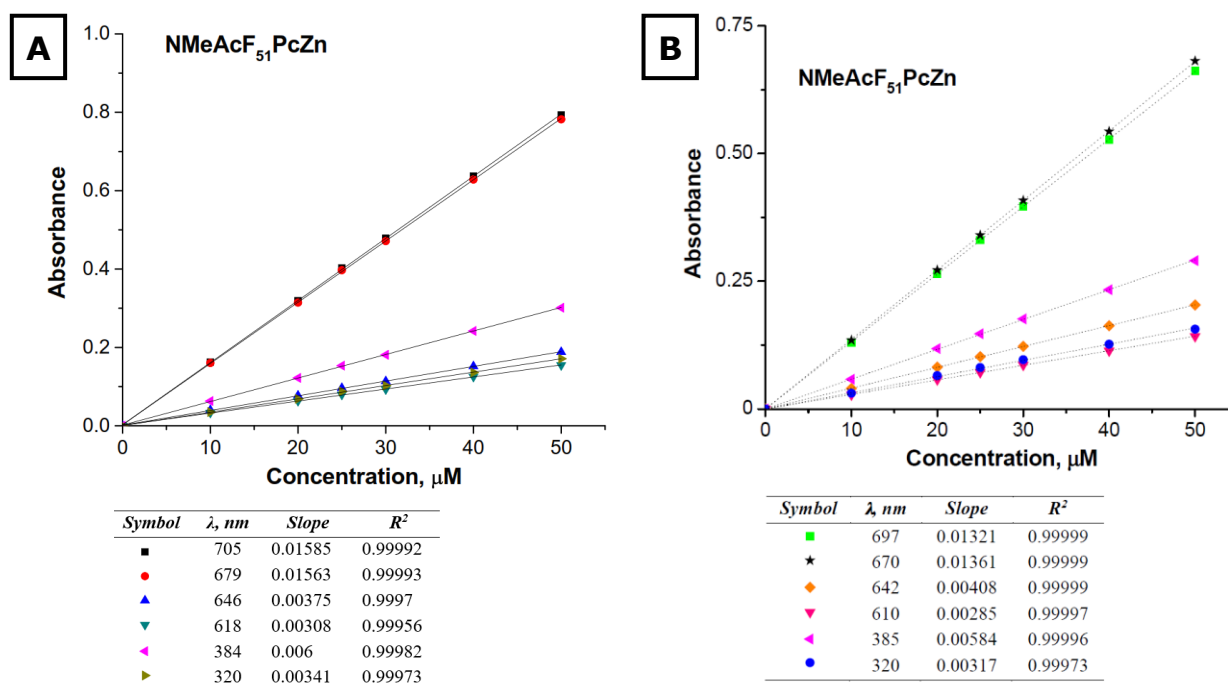 A
NMeAcF51PcZn
1.0
0.8
0.6
0.4
0.2
0.0
Absorbance
0 10 20 30 40 50
Concentration, μM
Symbol λ, nm Slope R²
705 0.01585 0.99992
679 0.01563 0.99993
646 0.00375 0.9997
618 0.00308 0.99956
384 0.006 0.99982
320 0.00341 0.99973
B
NMeAcF51PcZn
0.75
0.50
0.25
0
Absorbance
0 10 20 30 40 50
Concentration, μM
Symbol λ, nm Slope R²
697 0.01321 0.99999
670 0.01361 0.99999
642 0.00408 0.99999
610 0.00285 0.99997
385 0.00584 0.99996
320 0.00317 0.99973